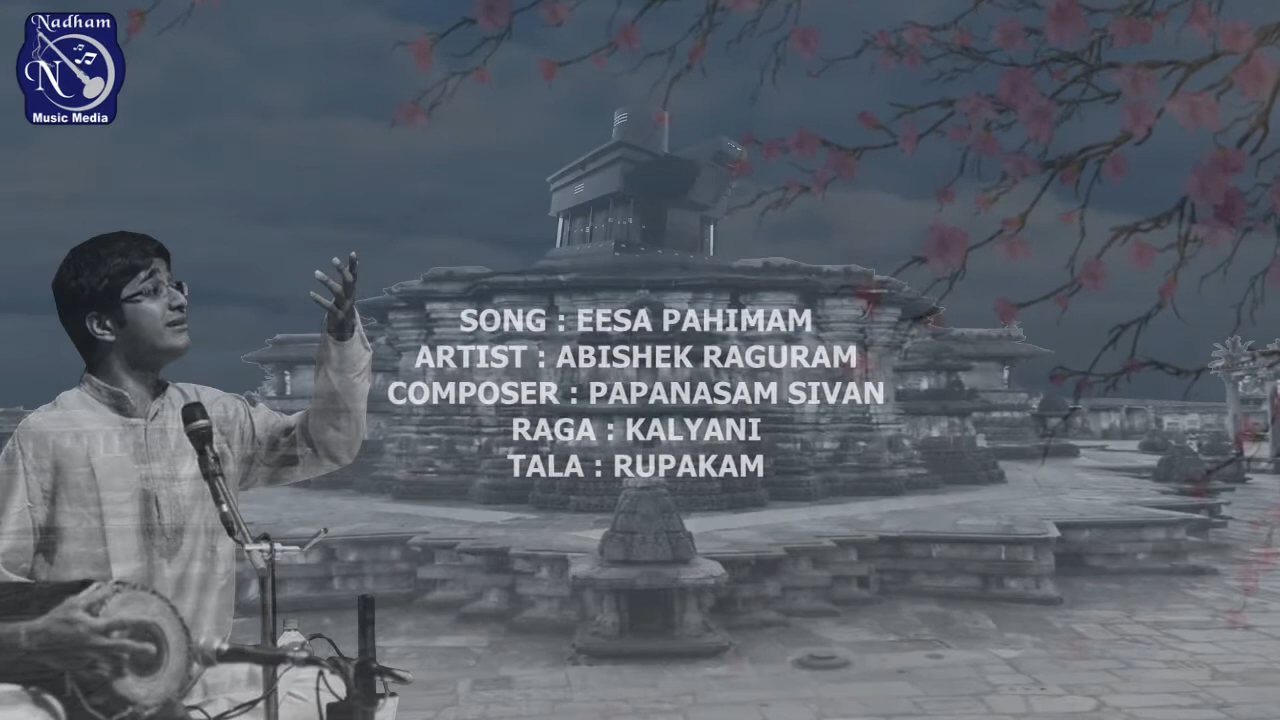 Nadham
N
Music Media
SONG : EESA PAHIMAM
ARTIST : ABISHEK RAGURAM
COMPOSER : PAPANASAM SIVAN
RAGA : KALYANI
TALA : RUPAKAM